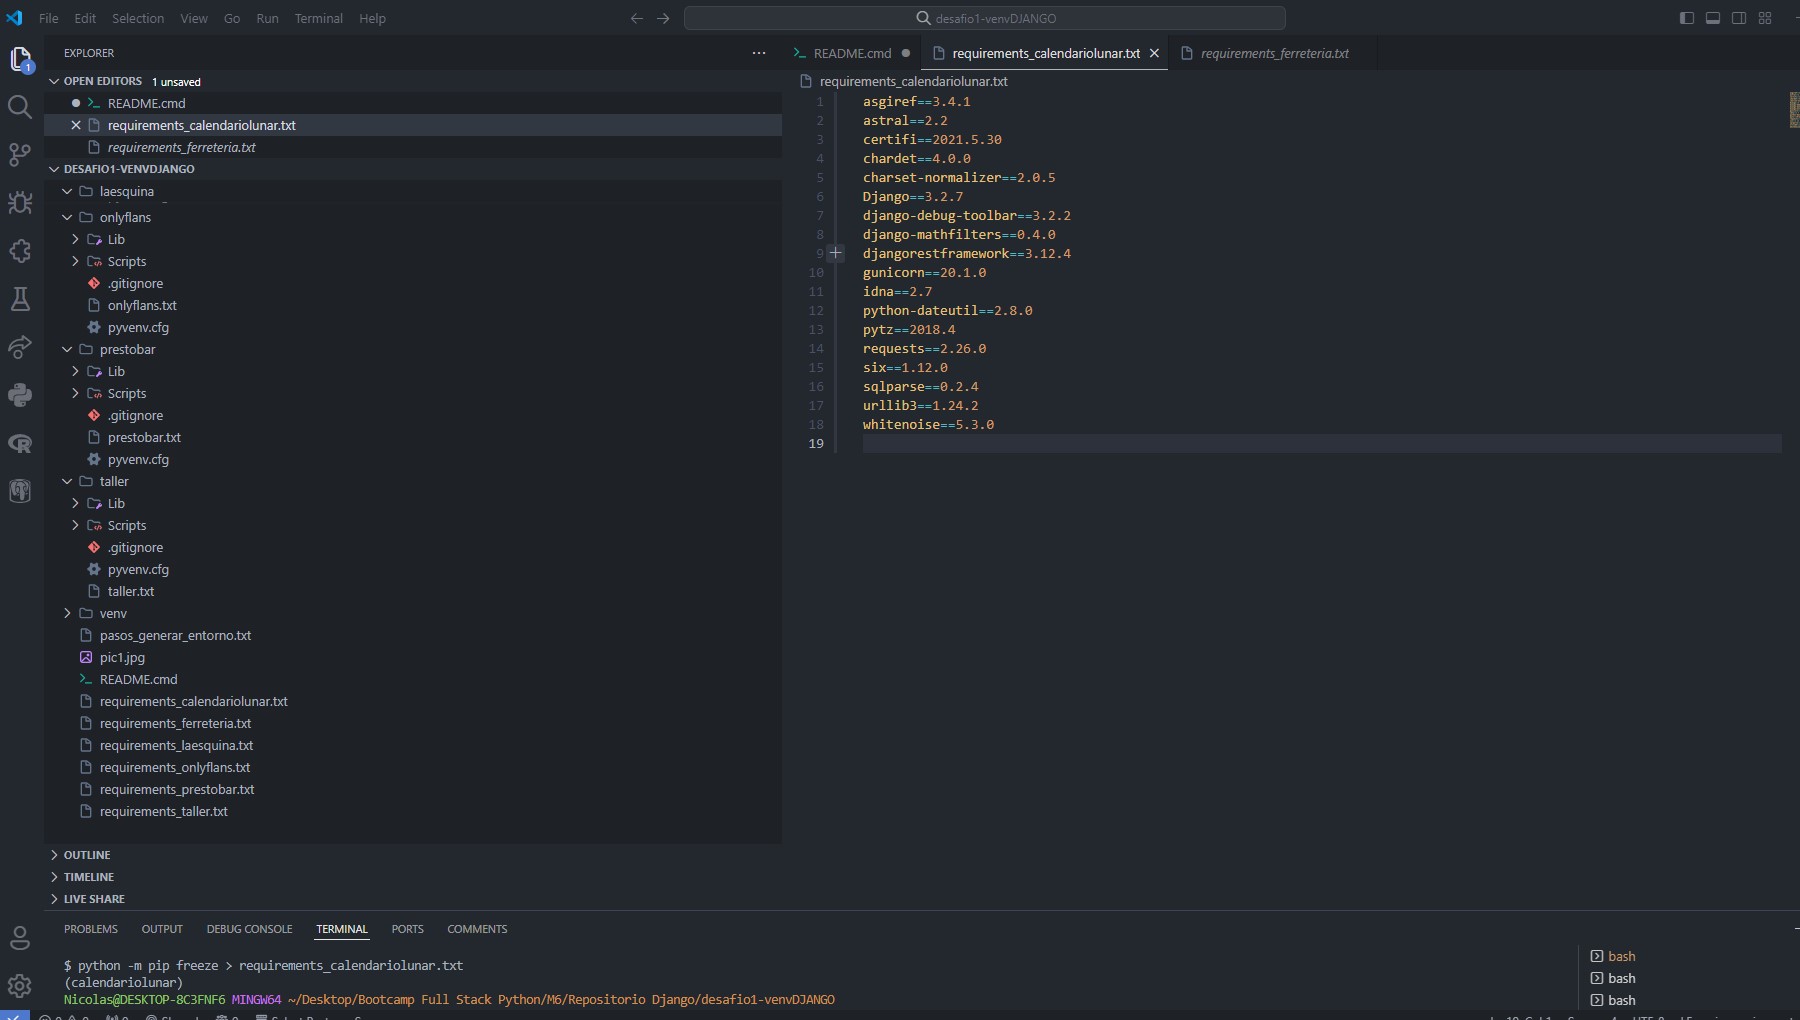 File Edit Selection View Go Run Terminal Help
desafio1-venvDJANGO
EXPLORER
OPEN EDITORS 1 unsaved
README.cmd
requirements_calendariolunar.txt
requirements_ferreteria.txt
DESAFIO1-VENVDJANGO
laesquina
onlyflans
Lib
Scripts
.gitignore
onlyflans.txt
pyvenv.cfg
prestobar
Lib
Scripts
.gitignore
prestobar.txt
pyvenv.cfg
taller
Lib
Scripts
.gitignore
pyvenv.cfg
taller.txt
venv
pasos_generar_entorno.txt
pic1.jpg
README.cmd
requirements_calendariolunar.txt
requirements_ferreteria.txt
requirements_laesquina.txt
requirements_onlyflans.txt
requirements_prestobar.txt
requirements_taller.txt
OUTLINE
TIMELINE
LIVE SHARE
README.cmd requirements_calendariolunar.txt requirements_ferreteria.txt
requirements_calendariolunar.txt
1 asgiref==3.4.1
2 astral==2.2
3 certifi==2021.5.30
4 chardet==4.0.0
5 charset-normalizer==2.0.5
6 Django==3.2.7
7 django-debug-toolbar==3.2.2
8 django-mathfilters==0.4.0
9 djangorestframework==3.12.4
10 gunicorn==20.1.0
11 idna==2.7
12 python-dateutil==2.8.0
13 pytz==2018.4
14 requests==2.26.0
15 six==1.12.0
16 sqlparse==0.2.4
17 urllib3==1.24.2
18 whitenoise==5.3.0
19
PROBLEMS OUTPUT DEBUG CONSOLE TERMINAL PORTS COMMENTS
$ python -m pip freeze > requirements_calendariolunar.txt
(calendariolunar)
Nicolas@DESKTOP-8C3FNF6 MINGW64 ~/Desktop/Bootcamp Full Stack Python/M6/Repositorio Django/desafio1-venvDJANGO
bash
bash
bash